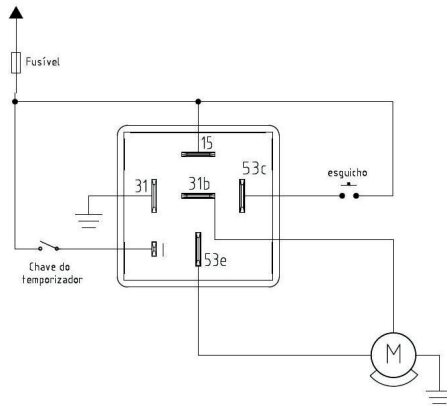 Fusível
15
53c
31
31b
esguicho
I
53e
Chave do
temporizador
M